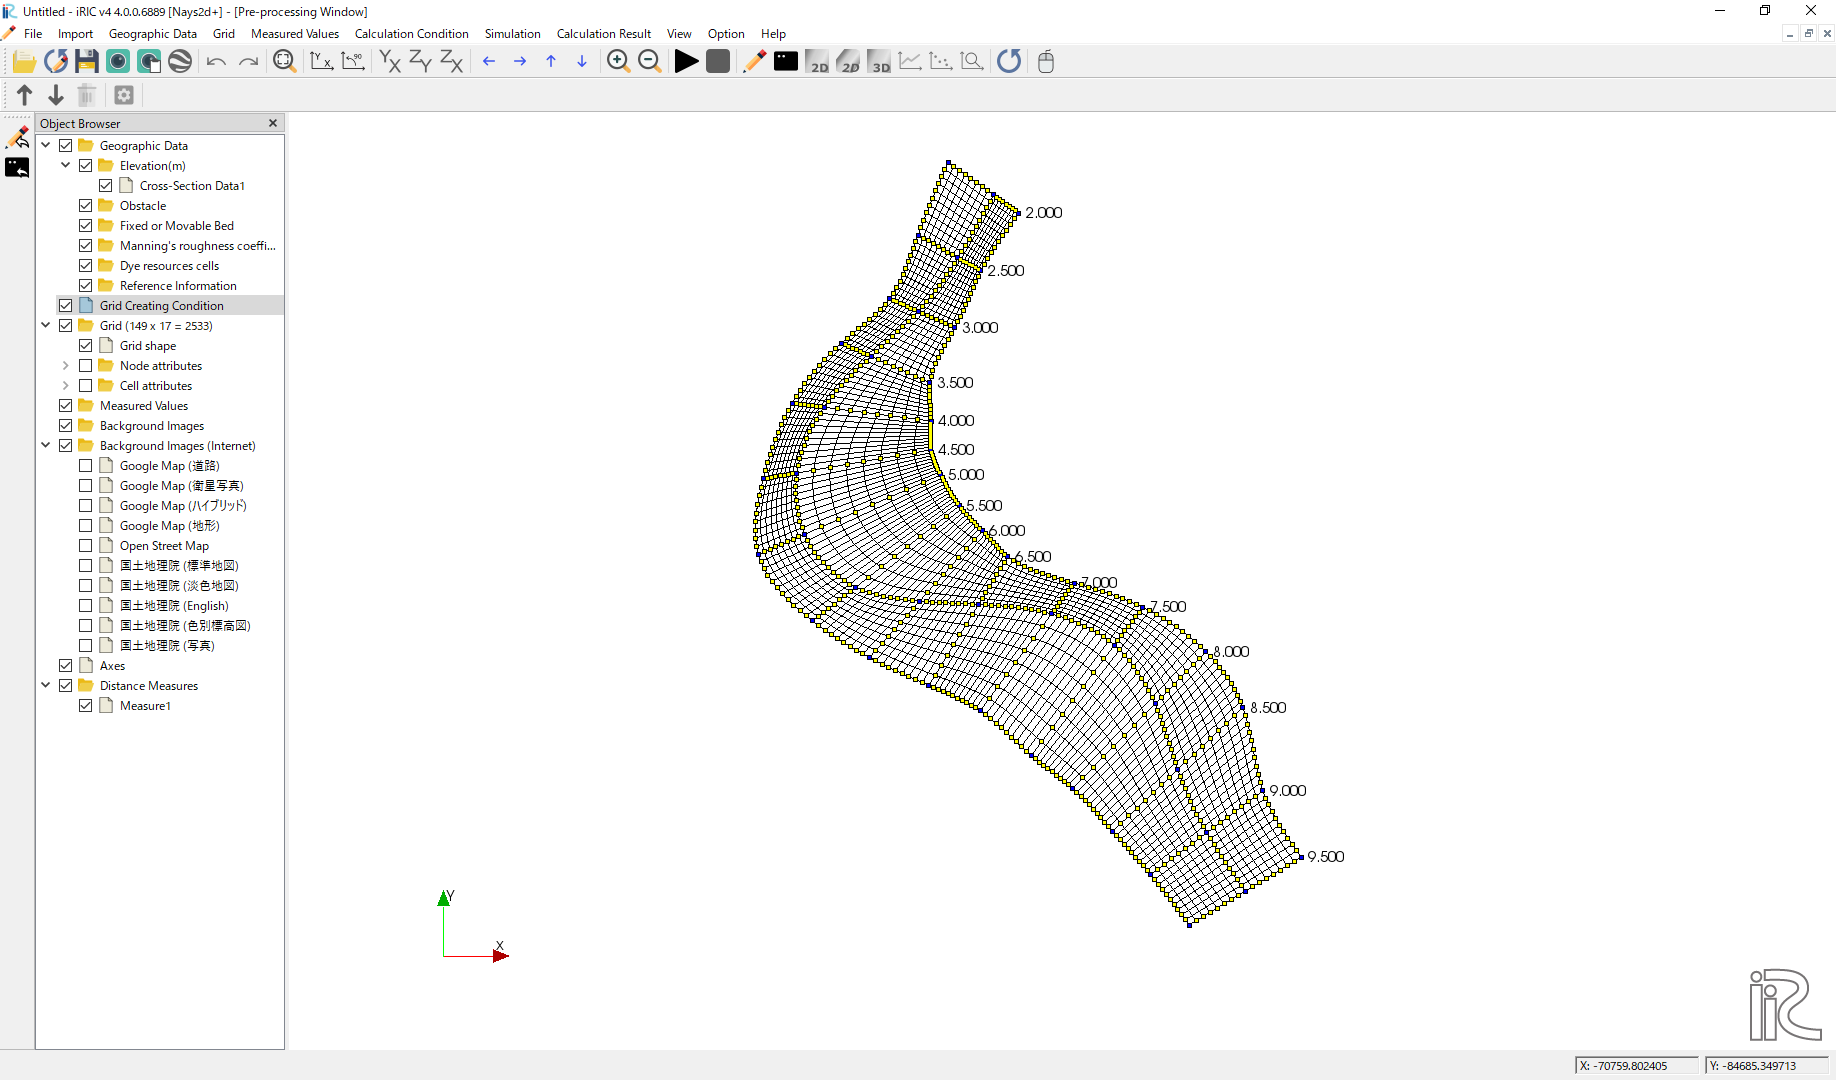 Untitled - iRIC v4 4.0.0.6889 [Nays2d+] - [Pre-processing Window]
File Import Geographic Data Grid Measured Values Calculation Condition Simulation Calculation Result View Option Help
2D 2D 3D
Object Browser
Geographic Data
Elevation(m)
Cross-Section Data1
Obstacle
Fixed or Movable Bed
Manning's roughness coeffi...
Dye resources cells
Reference Information
Grid Creating Condition
Grid (149 x 17 = 2533)
Grid shape
Node attributes
Cell attributes
Measured Values
Background Images
Background Images (Internet)
Google Map (道路)
Google Map (衛星写真)
Google Map (ハイブリッド)
Google Map (地形)
Open Street Map
国土地理院 (標準地図)
国土地理院 (淡色地図)
国土地理院 (English)
国土地理院 (色別標高図)
国土地理院 (写真)
Axes
Distance Measures
Measure1
2.000
2.500
3.000
3.500
4.000
4.500
5.000
5.500
6.000
6.500
7.000
7.500
8.000
8.500
9.000
9.500
Y
X
iRIC
X: -70759.802405 Y: -84685.349713